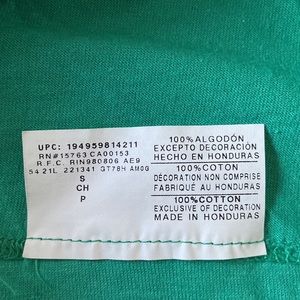 UPC: 194959814211
RN#15763 CA00153
R.F.C. RIN980806 AE9
54 21L 221341 GT78H AM0G
S
CH
P
100%ALGODÓN
EXCEPTO DECORACIÓN
HECHO EN HONDURAS
100%COTON
DÉCORATION NON COMPRISE
FABRIQUÉ AU HONDURAS
100%COTTON
EXCLUSIVE OF DECORATION
MADE IN HONDURAS